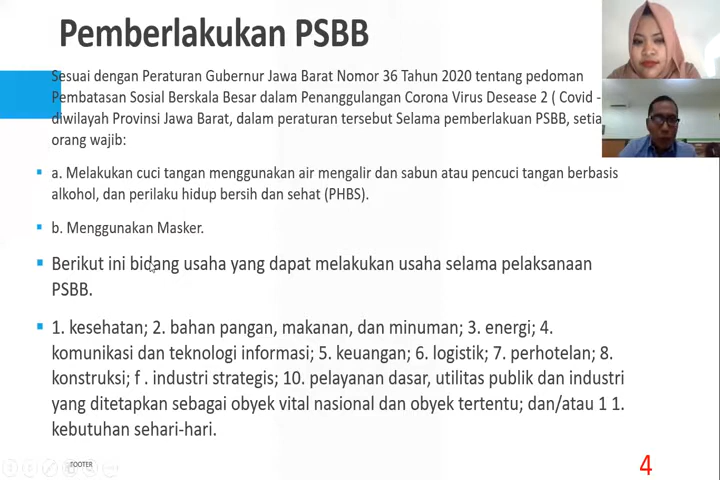 Pemberlakukan PSBB
Sesuai dengan Peraturan Gubernur Jawa Barat Nomor 36 Tahun 2020 tentang pedoman
Pembatasan Sosial Berskala Besar dalam Penanggulangan Corona Virus Desease 2 ( Covid -
diwilayah Provinsi Jawa Barat, dalam peraturan tersebut Selama pemberlakuan PSBB, setia
orang wajib:
a. Melakukan cuci tangan menggunakan air mengalir dan sabun atau pencuci tangan berbasis
alkohol, dan perilaku hidup bersih dan sehat (PHBS).
b. Menggunakan Masker.
Berikut ini bidang usaha yang dapat melakukan usaha selama pelaksanaan
PSBB.
1. kesehatan; 2. bahan pangan, makanan, dan minuman; 3. energi; 4.
komunikasi dan teknologi informasi; 5. keuangan; 6. logistik; 7. perhotelan; 8.
konstruksi; f . industri strategis; 10. pelayanan dasar, utilitas publik dan industri
yang ditetapkan sebagai obyek vital nasional dan obyek tertentu; dan/atau 1 1.
kebutuhan sehari-hari.
FOOTER
4